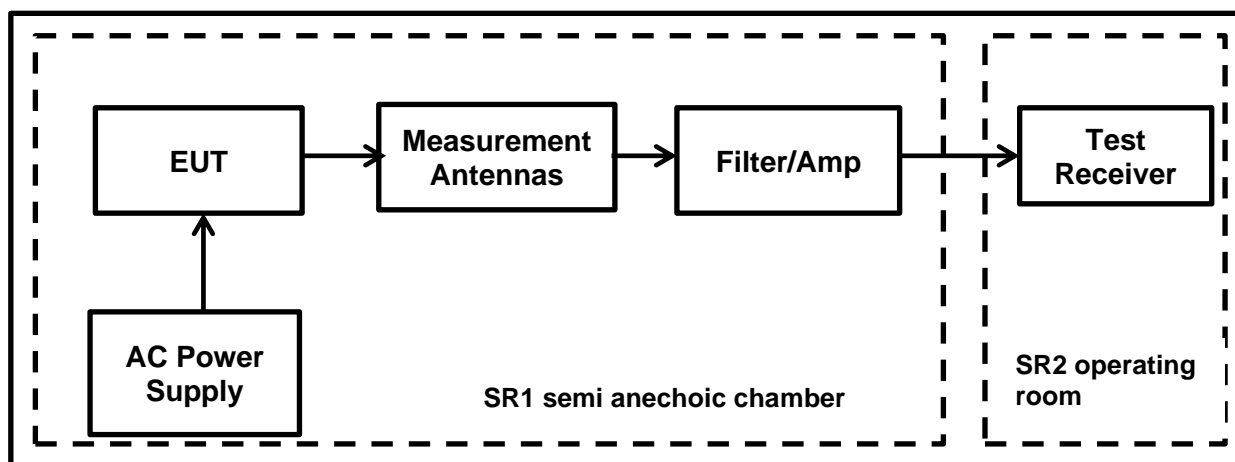 EUT
Measurement
Antennas
Filter/Amp
Test
Receiver
AC Power
Supply
SR1 semi anechoic chamber
SR2 operating
room